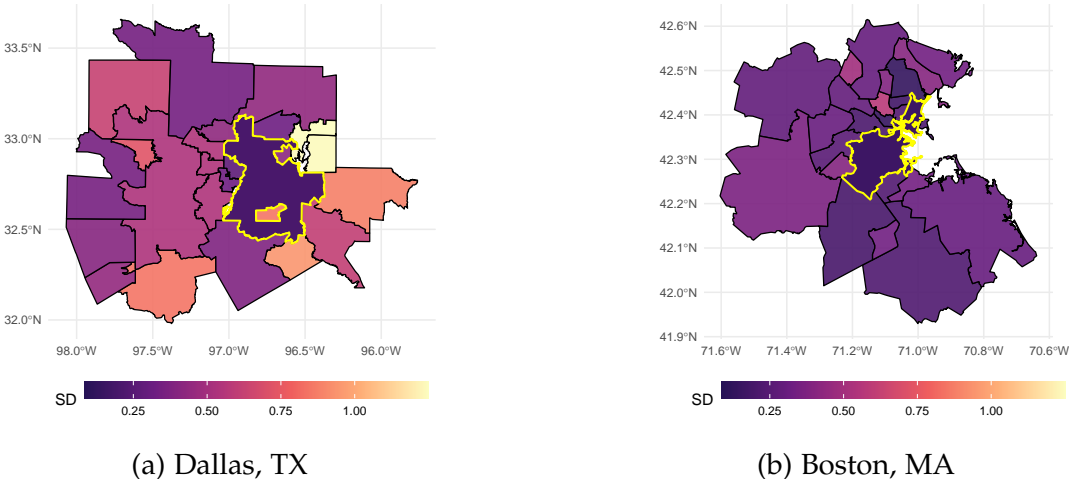 33.5°N
33.0°N
32.5°N
32.0°N
98.0°W 97.5°W 97.0°W 96.5°W 96.0°W
SD
0.25 0.50 0.75 1.00
(a) Dallas, TX
42.6°N
42.5°N
42.4°N
42.3°N
42.2°N
42.1°N
42.0°N
41.9°N
71.6°W 71.4°W 71.2°W 71.0°W 70.8°W 70.6°W
SD
0.25 0.50 0.75 1.00
(b) Boston, MA